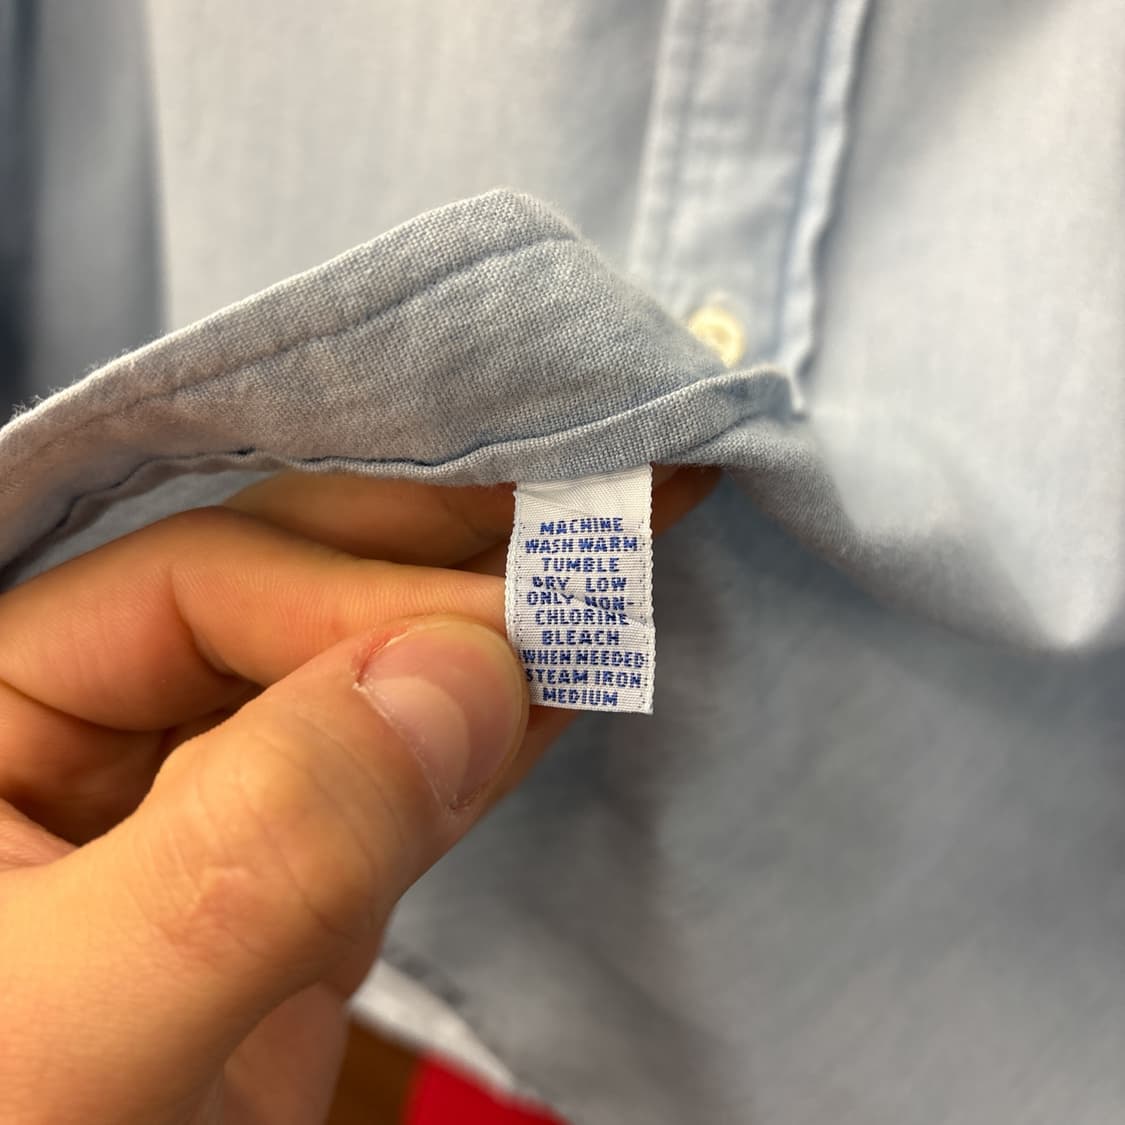 MACHINE
WASH WARM
TUMBLE
DRY LOW
ONLY NON-
CHLORINE
BLEACH
WHEN NEEDED
STEAM IRON
MEDIUM